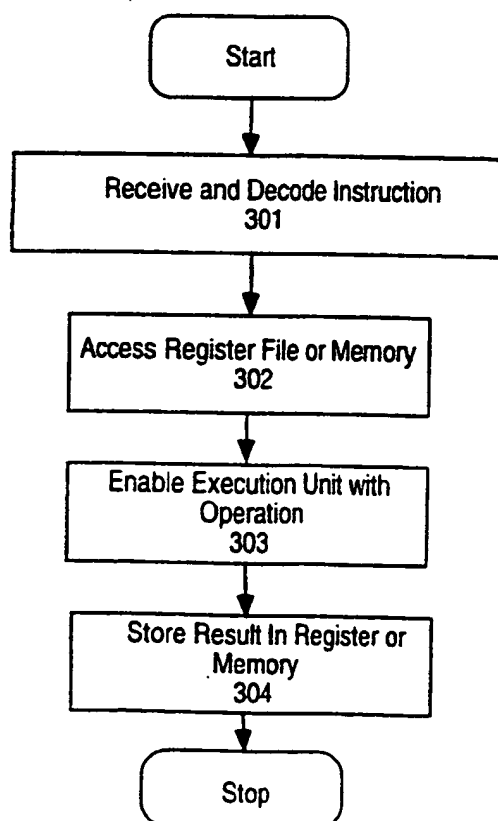 Start
Receive and Decode Instruction
301
Access Register File or Memory
302
Enable Execution Unit with
Operation
303
Store Result In Register or
Memory
304
Stop